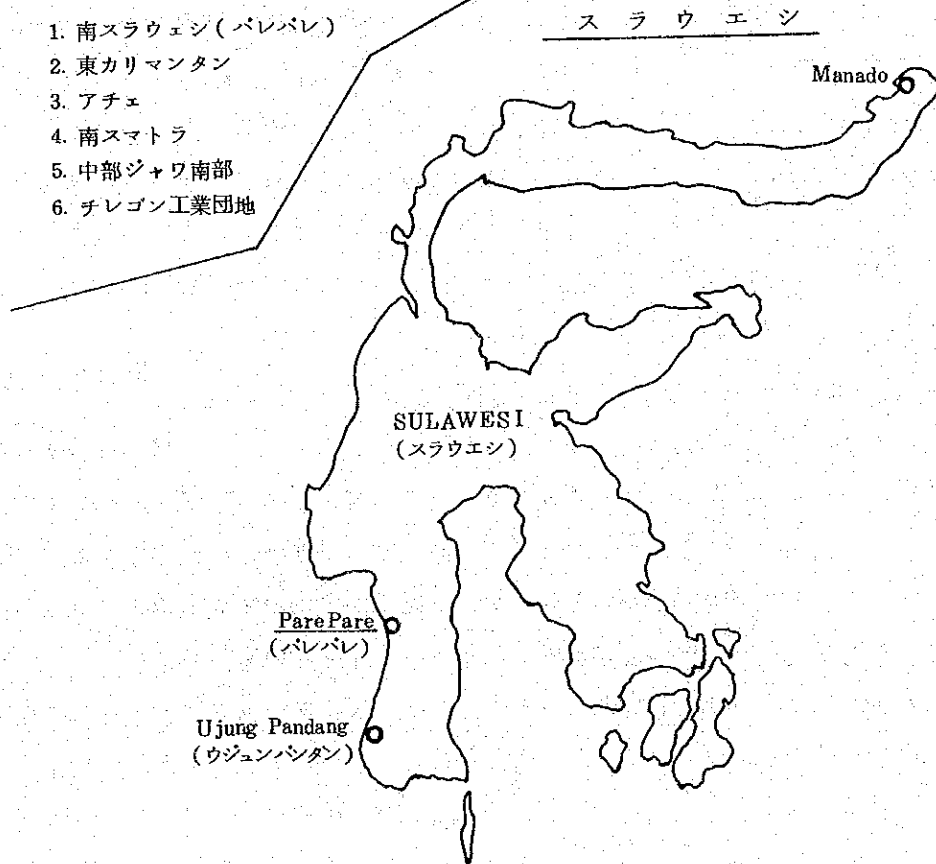 1. 南スラウェシ(パレパレ)
2. 東カリマンタン
3. アチェ
4. 南スマトラ
5. 中部ジャワ南部
6. チレゴン工業団地
スラウエシ
Manado
SULAWESI
(スラウエシ)
Pare Pare
(パレパレ)
Ujung Pandang
(ウジュンパンタン)